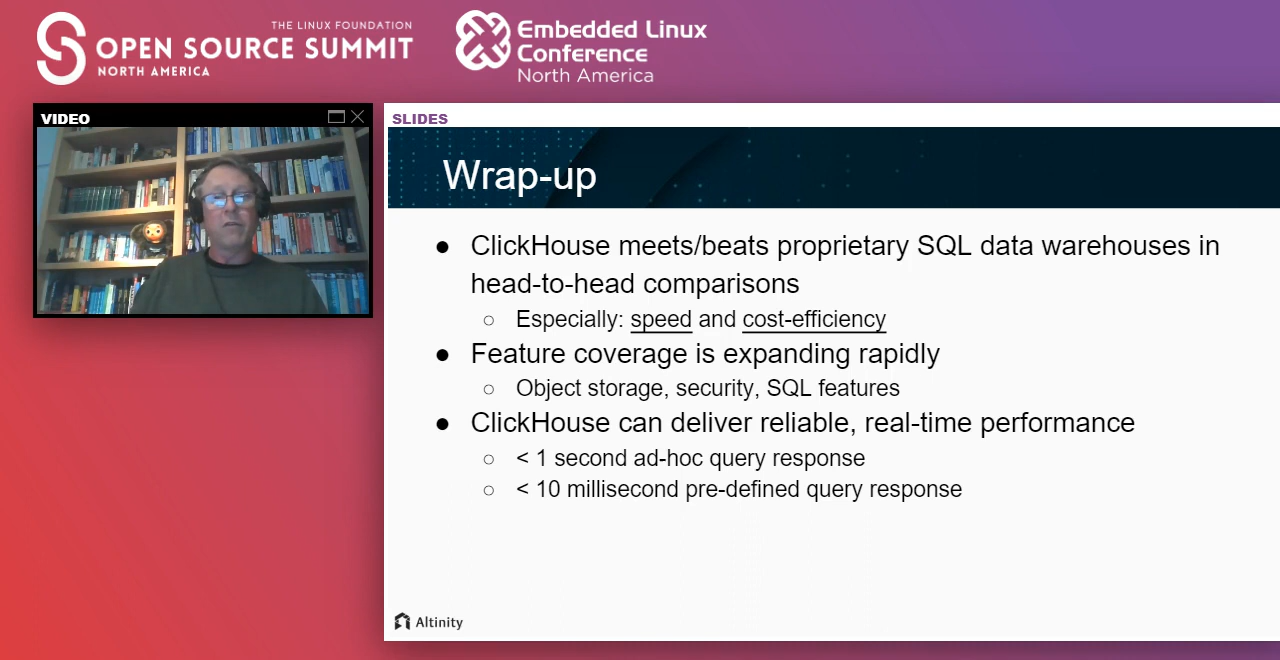 THE LINUX FOUNDATION
OPEN SOURCE SUMMIT
NORTH AMERICA
Embedded Linux
Conference
North America
VIDEO
SLIDES
Wrap-up
● ClickHouse meets/beats proprietary SQL data warehouses in
head-to-head comparisons
○ Especially: speed and cost-efficiency
● Feature coverage is expanding rapidly
○ Object storage, security, SQL features
● ClickHouse can deliver reliable, real-time performance
○ < 1 second ad-hoc query response
○ < 10 millisecond pre-defined query response
Altinity